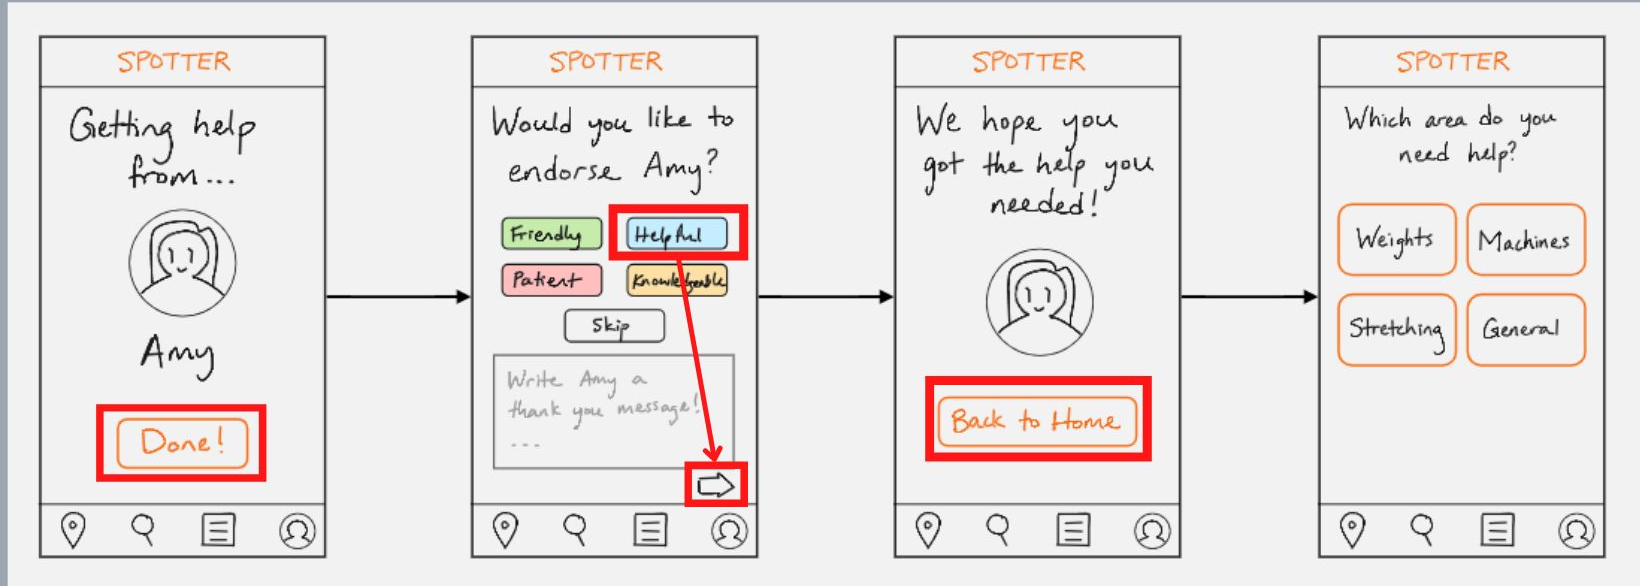 SPOTTER
Getting help
from...
Amy
Done!
SPOTTER
Would you like to
endorse Amy?
Friendly
Helpful
Patient
Knowledgeable
Skip
Write Amy a
thank you message!
...
SPOTTER
We hope you
got the help you
needed!
Back to Home
SPOTTER
Which area do you
need help?
Weights
Machines
Stretching
General